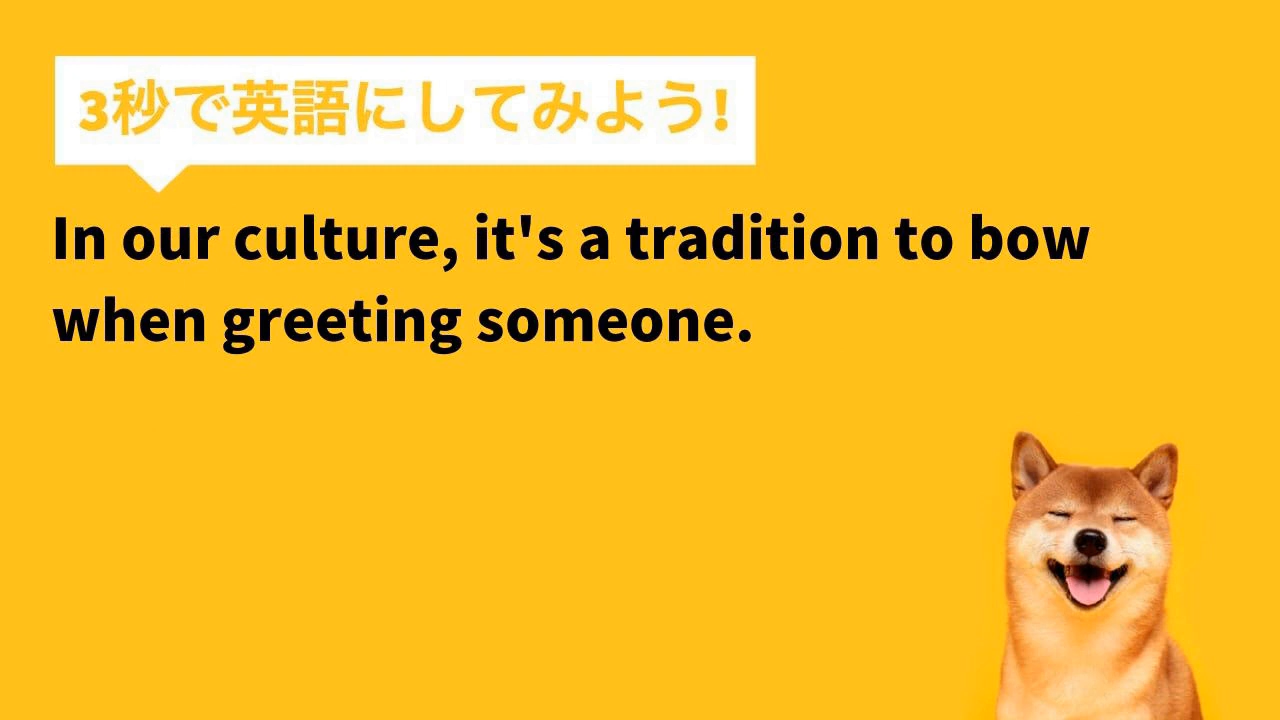 3秒で英語にしてみよう!
In our culture, it's a tradition to bow
when greeting someone.